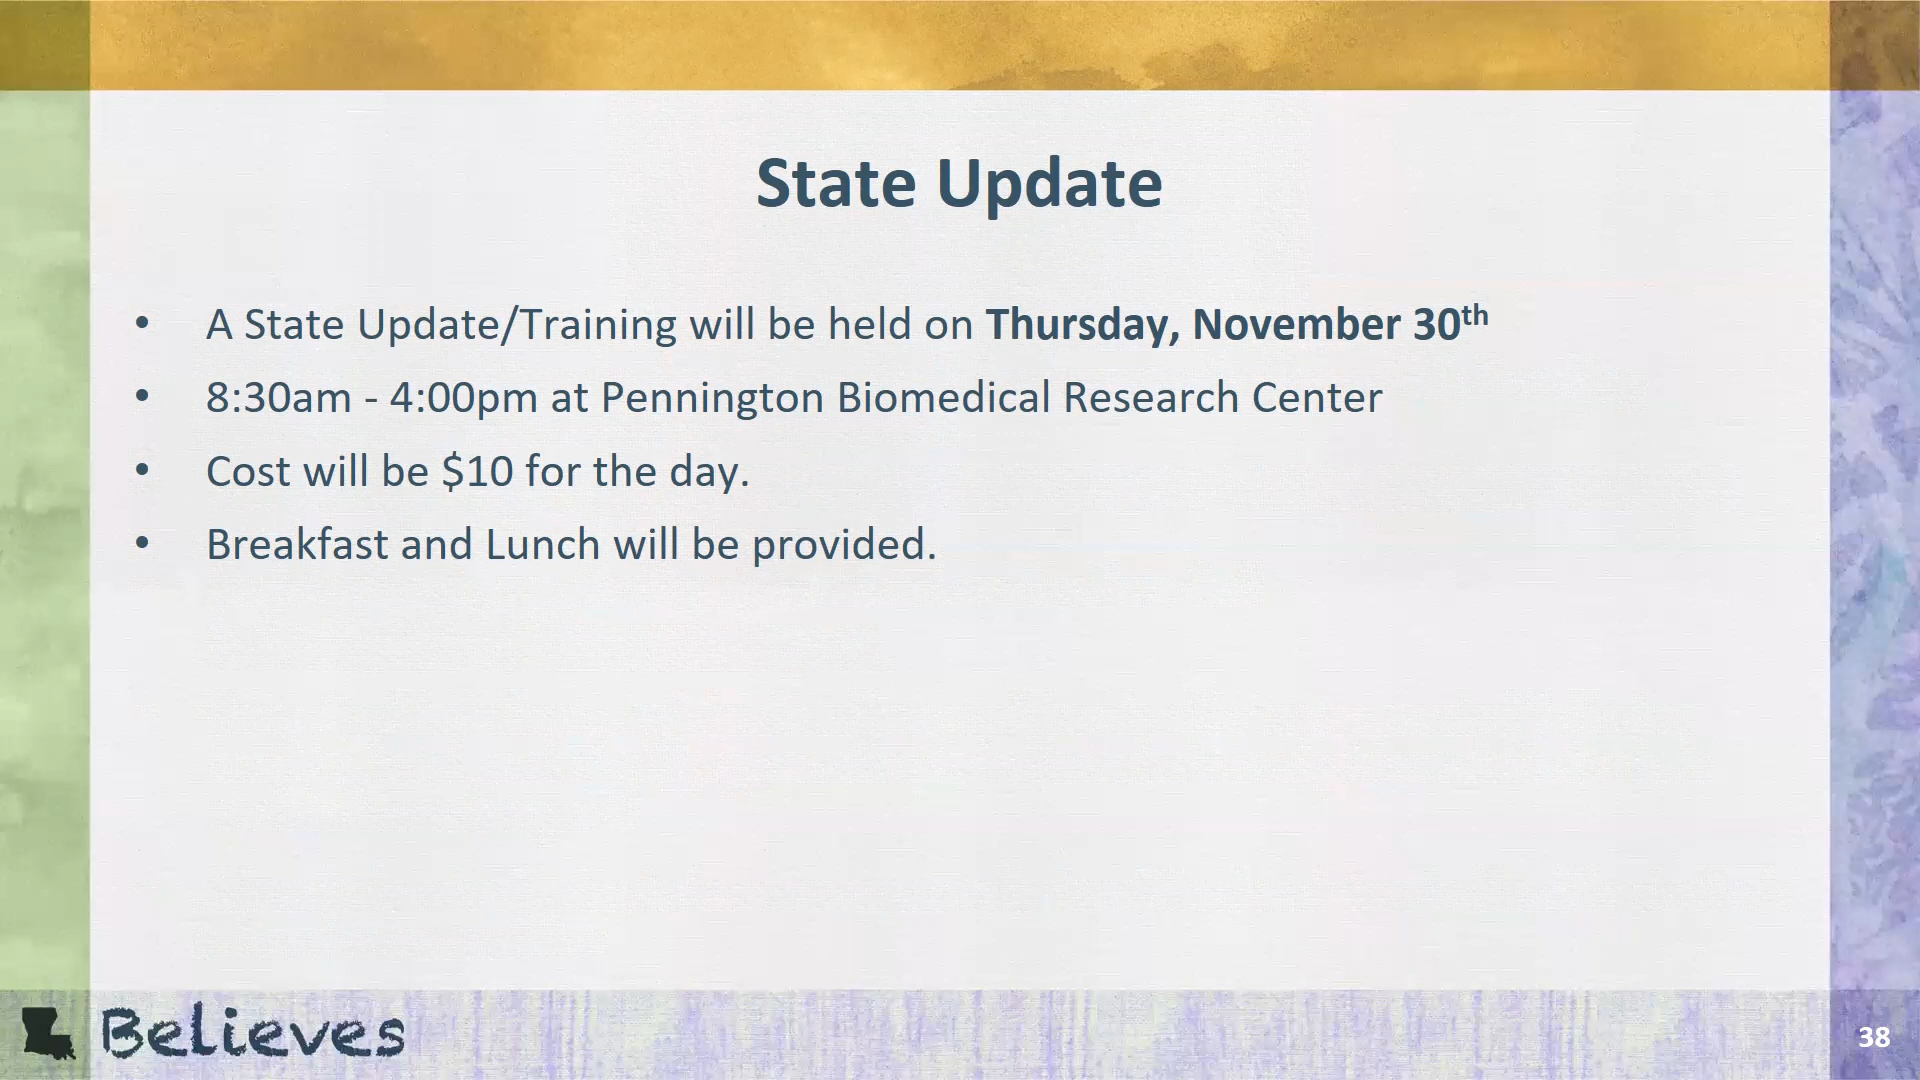 State Update
• A State Update/Training will be held on Thursday, November 30th
• 8:30am - 4:00pm at Pennington Biomedical Research Center
• Cost will be $10 for the day.
• Breakfast and Lunch will be provided.
Believes
38